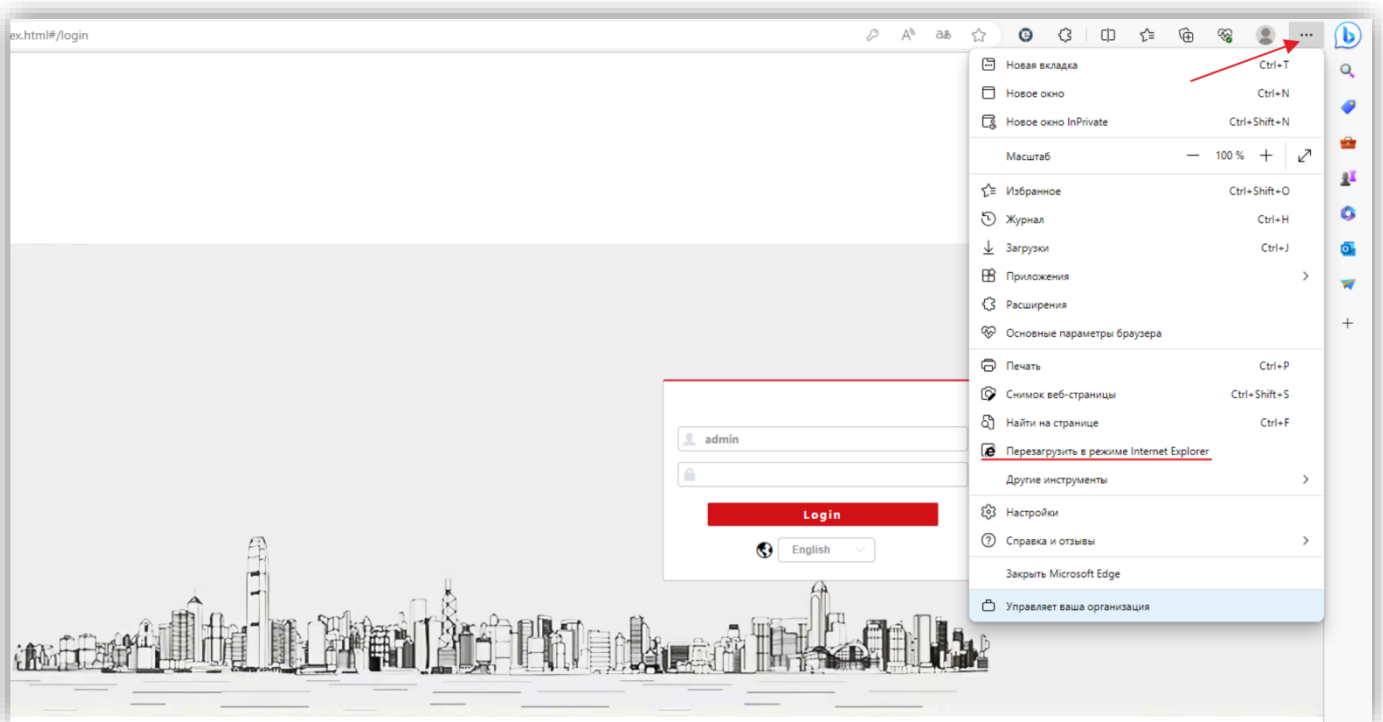 ex.html#/login
Новая вкладка Ctrl+T
Новое окно Ctrl+N
Новое окно InPrivate Ctrl+Shift+N
Масштаб — 100 % +
Избранное Ctrl+Shift+O
Журнал Ctrl+H
Загрузки Ctrl+J
Приложения
Расширения
Основные параметры браузера
Печать Ctrl+P
Снимок веб-страницы Ctrl+Shift+S
Найти на странице Ctrl+F
Перезагрузить в режиме Internet Explorer
Другие инструменты
Настройки
Справка и отзывы
Закрыть Microsoft Edge
Управляет ваша организация
admin
Login
English